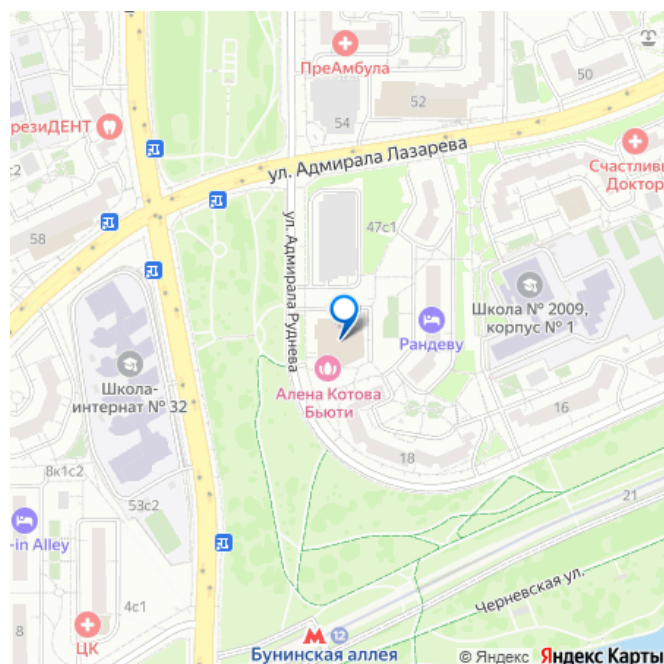 ПреАмбула
50
52
54
резиДЕНТ
с2
ул. Адмирала Лазарева
Счастливы
Доктор
58
47с1
ул. Адмирала Руднева
Школа № 2009,
корпус № 1
Рандеву
Школа-
интернат № 32
Алена Котова
Бьюти
16
18
8к1с2
53с2
21
-in Alley
4с1
Черневская ул.
8
ЦК
М 12
Бунинская аллея
© Яндекс Яндекс Карты